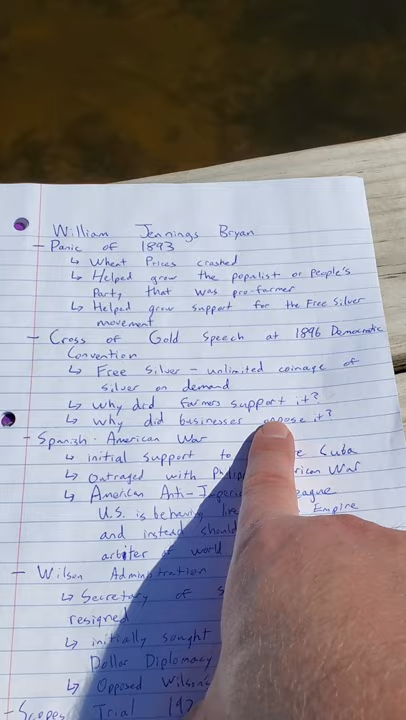 William Jennings Bryan
- Panic of 1893
↳ Wheat Prices crashed
↳ Helped grow the populist or people's
Party, that was pro-farmer
↳ Helped grow support for the Free Silver
movement
- Cross of Gold Speech at 1896 Democratic
Convention
↳ Free Silver - unlimited coinage of
silver on demand
↳ why did farmers support it?
↳ why did businesses oppose it?
- Spanish-American War
↳ initial support to Cuba
↳ outraged with War
↳ American League
U.S. is behaving Empire
and instead should
arbiter of world
- Wilson Administration
↳ Secretary of
resigned
↳ initially sought
Dollar Diplomacy
↳ Opposed Wilson's
- Scopes Trial